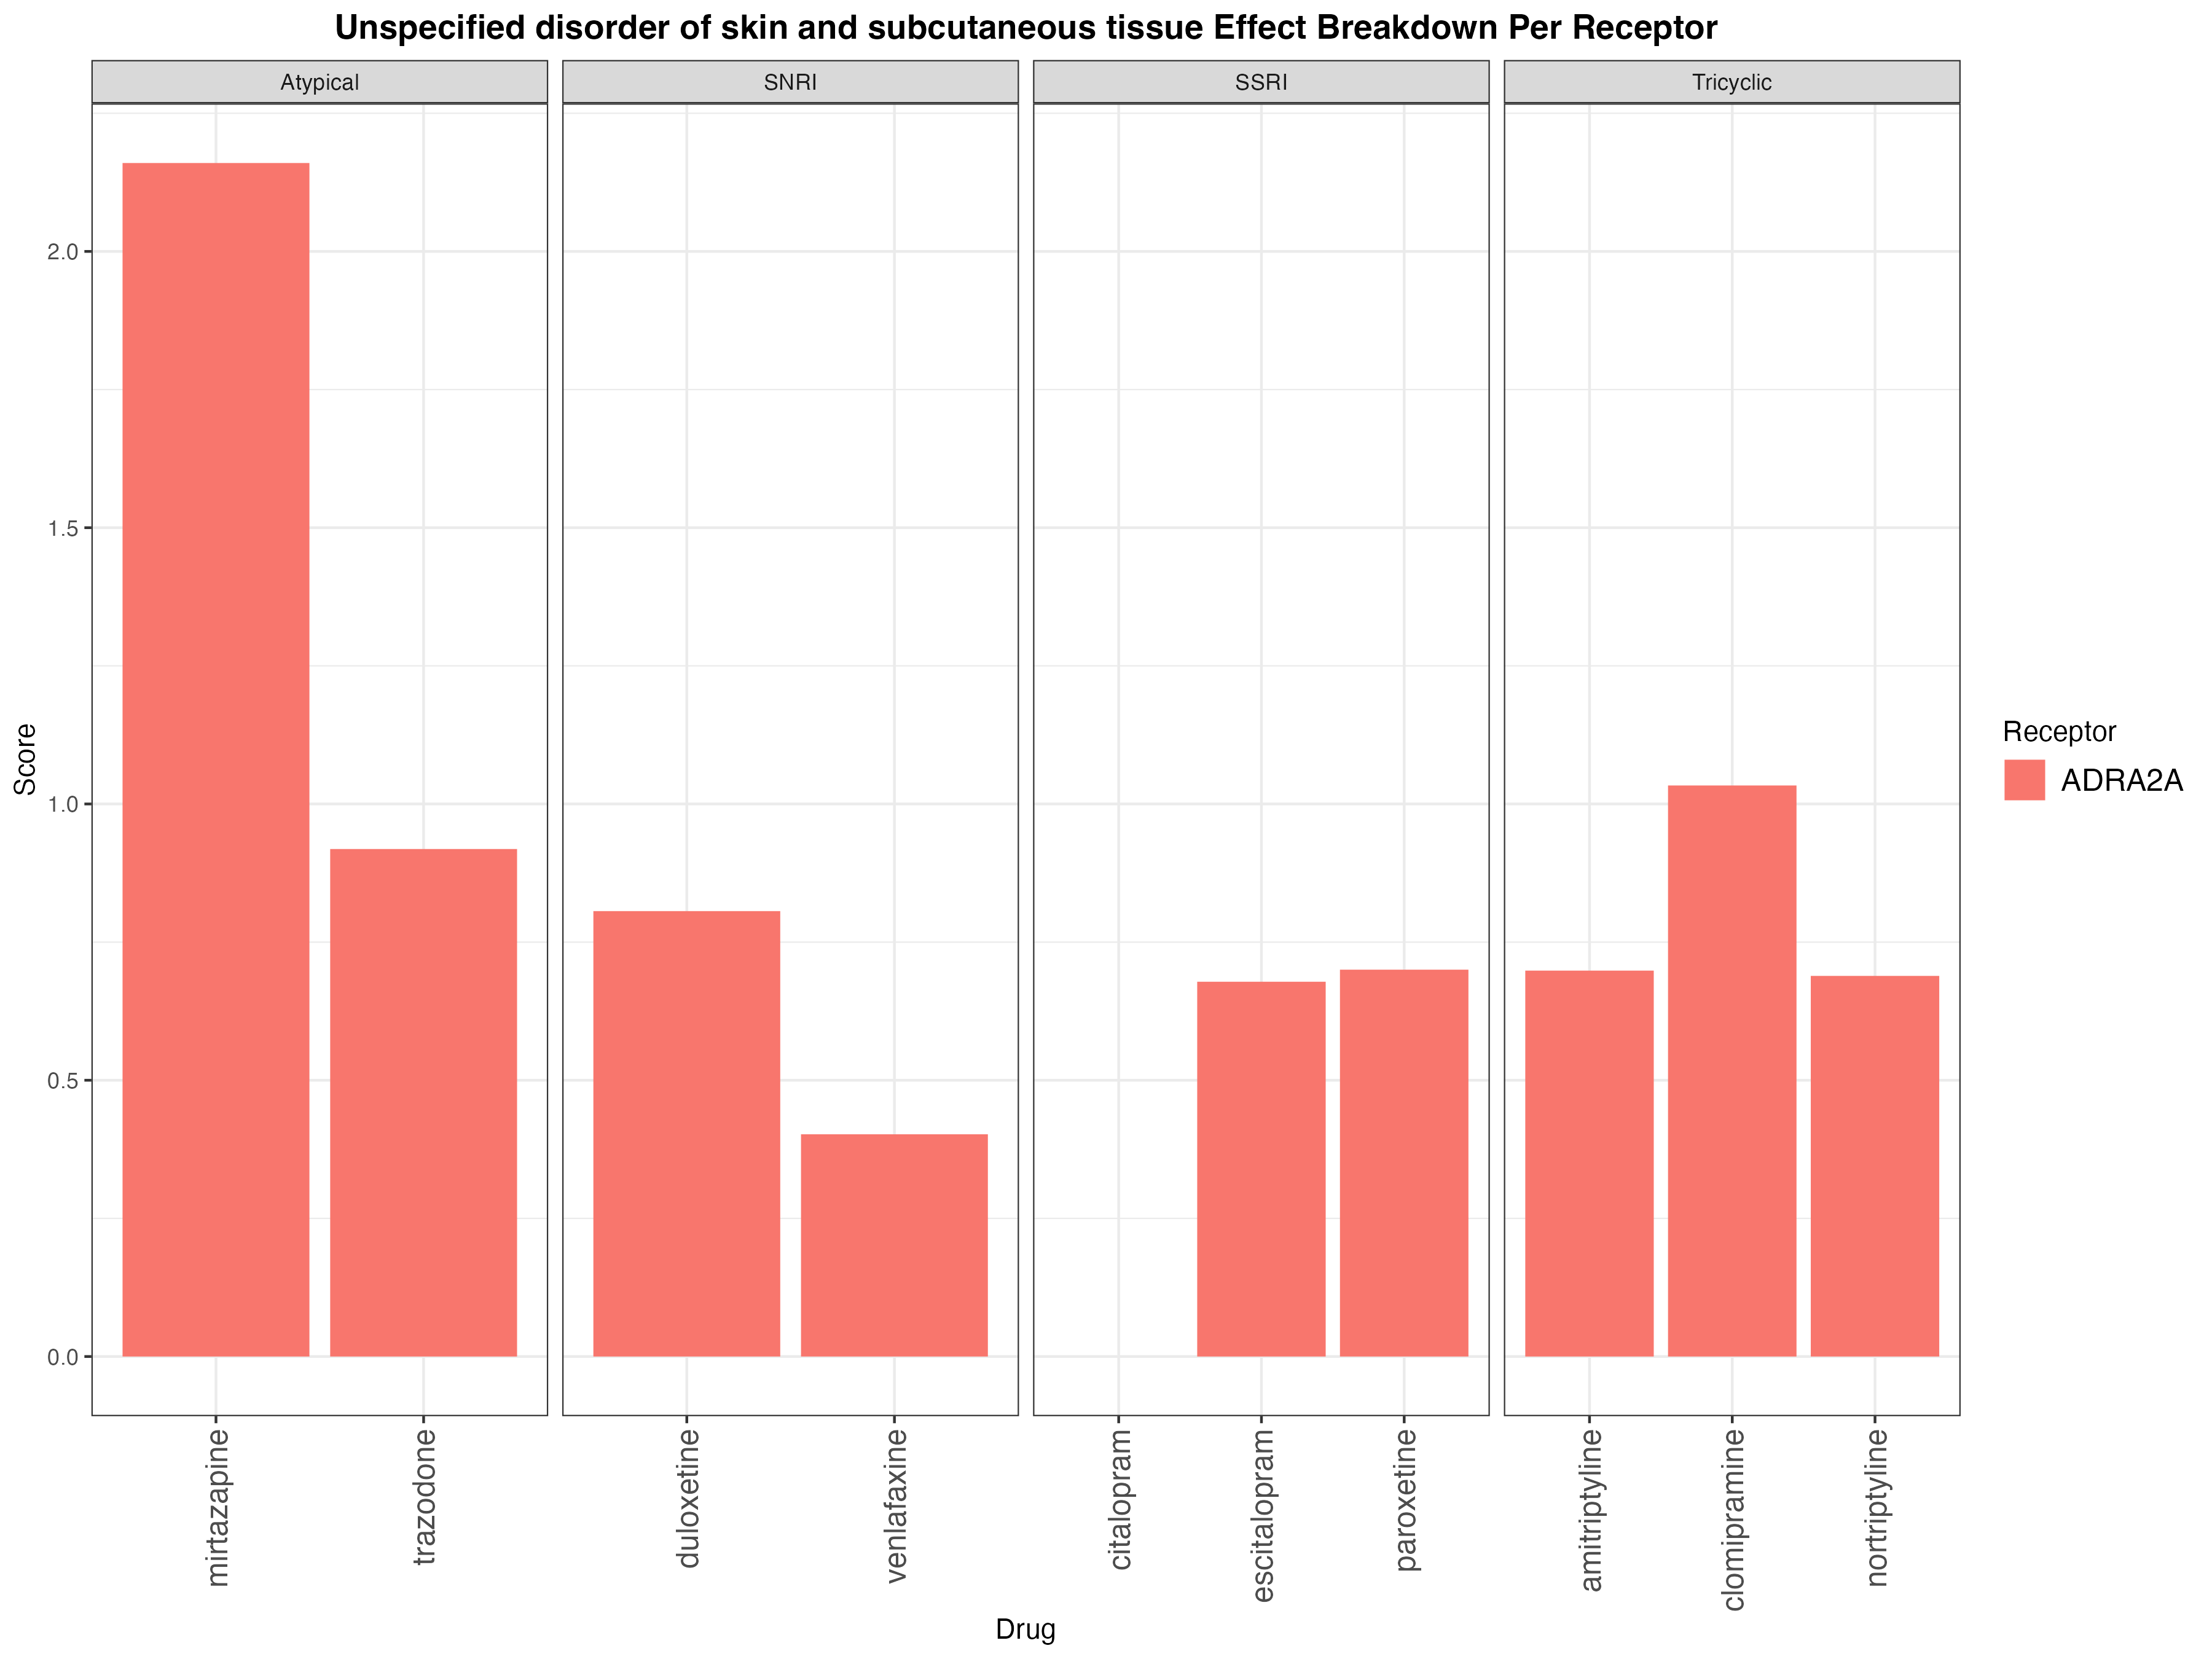 Unspecified disorder of skin and subcutaneous tissue Effect Breakdown Per Receptor
Atypical
SNRI
SSRI
Tricyclic
Score
2.0
1.5
1.0
0.5
0.0
mirtazapine
trazodone
duloxetine
venlafaxine
citalopram
escitalopram
paroxetine
amitriptyline
clomipramine
nortriptyline
Drug
Receptor
ADRA2A